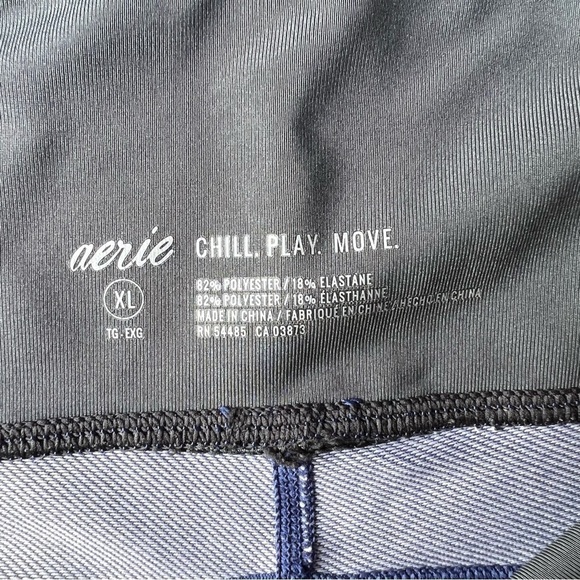 aerie CHILL. PLAY. MOVE.
XL
TG - EXG
82% POLYESTER / 18% ELASTANE
82% POLYESTER / 18% ÉLASTHANNE
MADE IN CHINA / FABRIQUÉ EN CHINE / HECHO EN CHINA
RN 54485 CA 03873